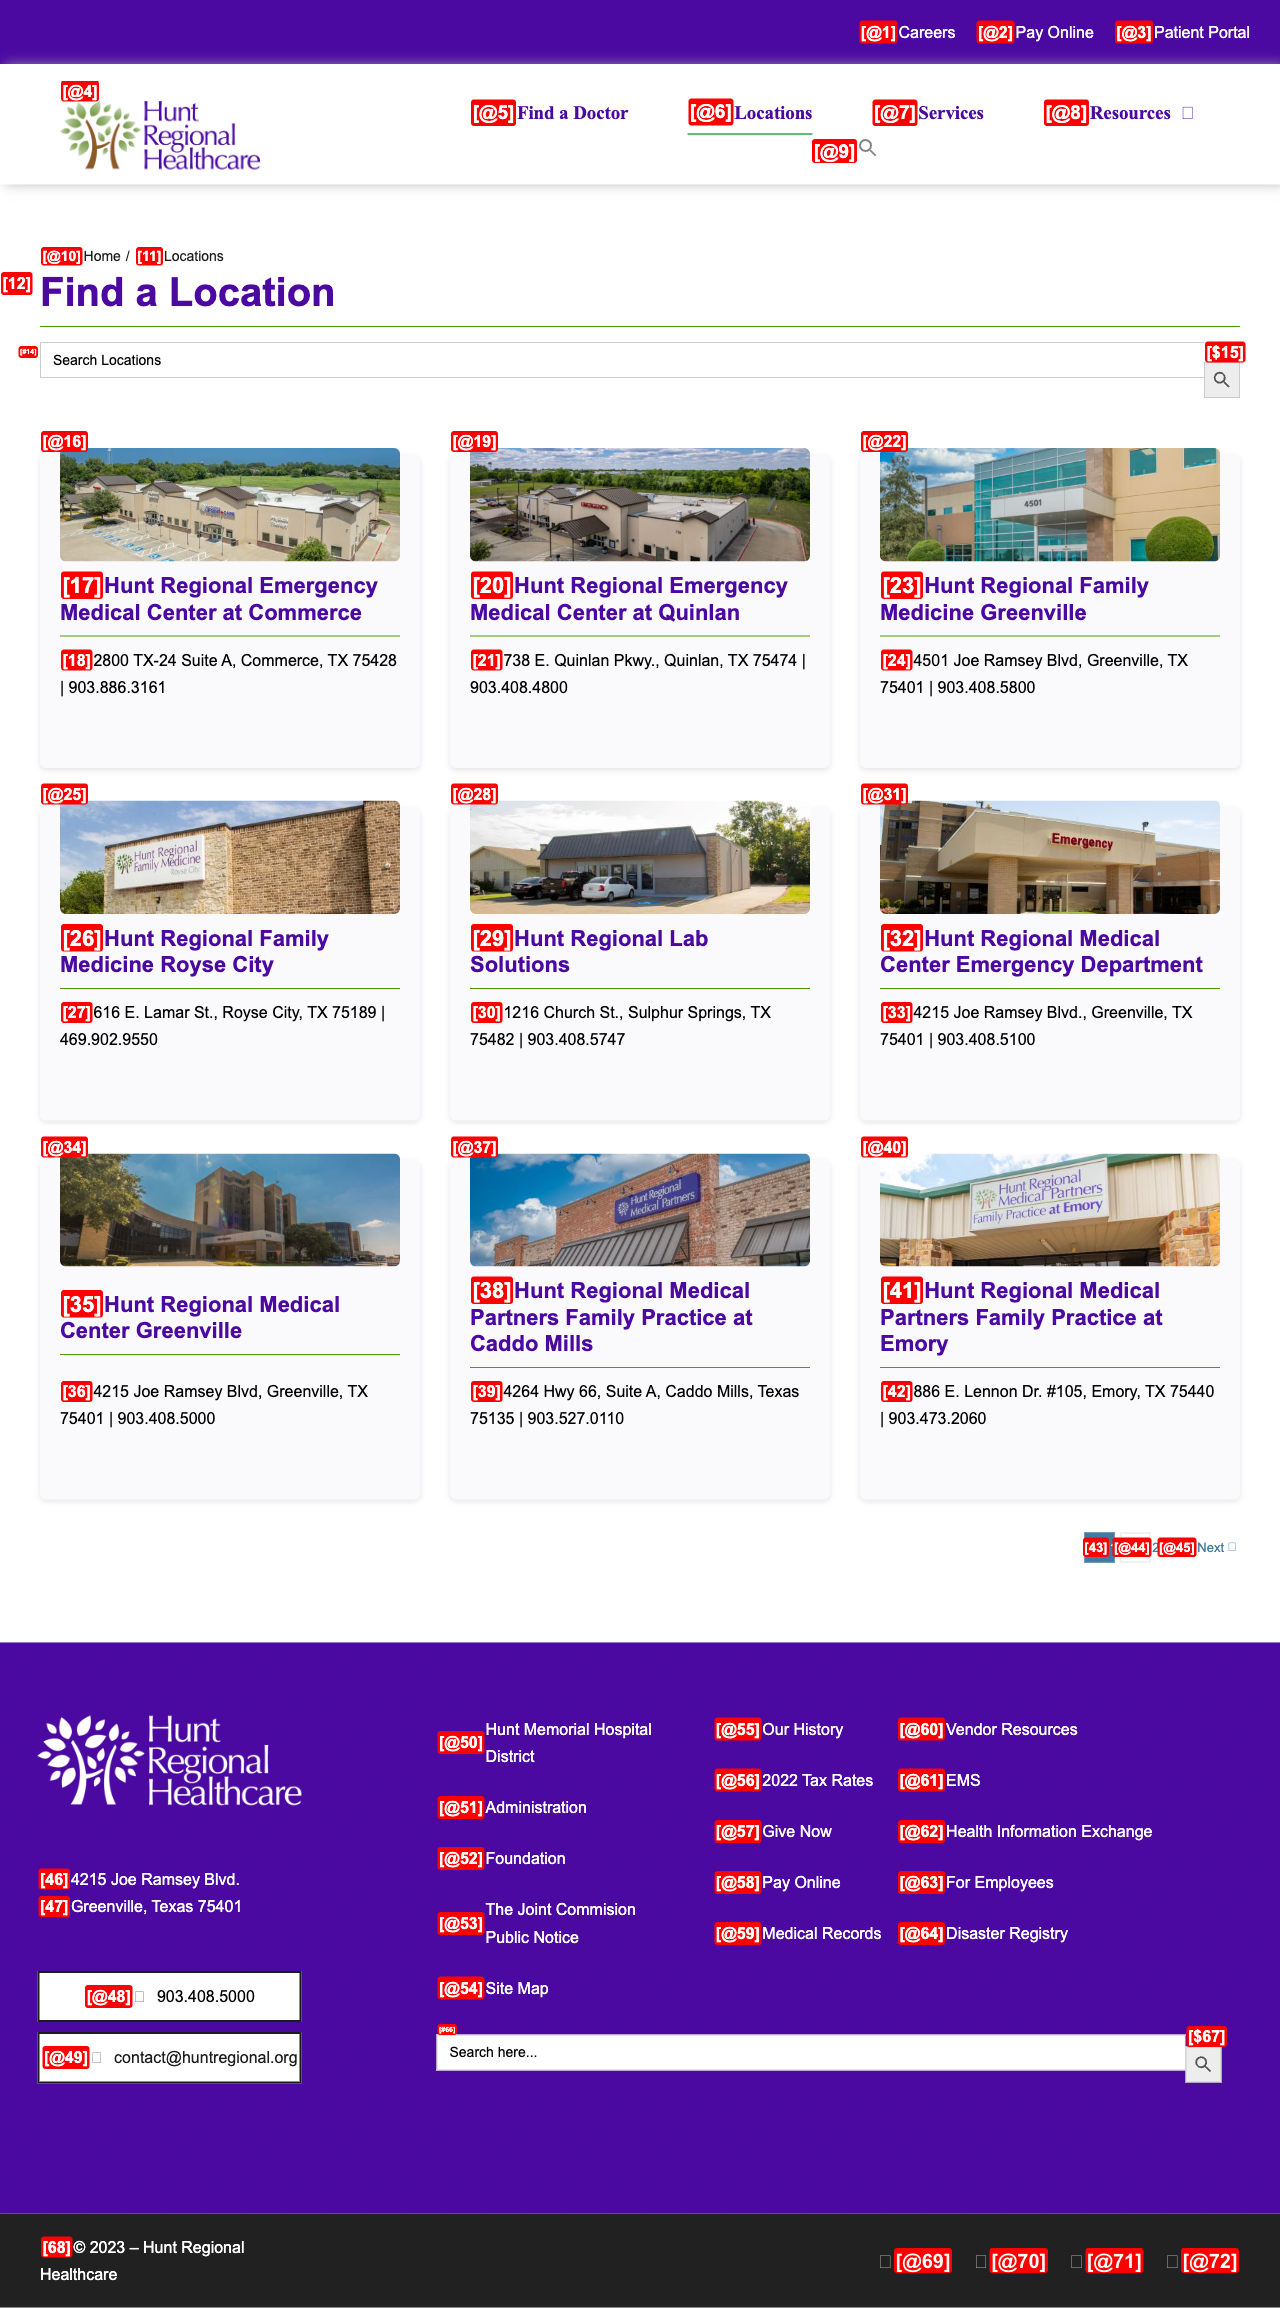 [@1]Careers [@2]Pay Online [@3]Patient Portal
[@4]
Hunt
Regional
Healthcare
[@5]Find a Doctor [@6]Locations [@7]Services [@8]Resources
[@9]
[@10]Home / [11]Locations
[12]
Find a Location
[#14]
Search Locations
[$15]
[@16]
[17]Hunt Regional Emergency
Medical Center at Commerce
[18]2800 TX-24 Suite A, Commerce, TX 75428
| 903.886.3161
[@19]
EMERGENCY
[20]Hunt Regional Emergency
Medical Center at Quinlan
[21]738 E. Quinlan Pkwy., Quinlan, TX 75474 |
903.408.4800
[@22]
4501
[23]Hunt Regional Family
Medicine Greenville
[24]4501 Joe Ramsey Blvd, Greenville, TX
75401 | 903.408.5800
[@25]
Hunt Regional
Family Medicine
Royse City
[26]Hunt Regional Family
Medicine Royse City
[27]616 E. Lamar St., Royse City, TX 75189 |
469.902.9550
[@28]
[29]Hunt Regional Lab
Solutions
[30]1216 Church St., Sulphur Springs, TX
75482 | 903.408.5747
[@31]
Emergency
[32]Hunt Regional Medical
Center Emergency Department
[33]4215 Joe Ramsey Blvd., Greenville, TX
75401 | 903.408.5100
[@34]
[35]Hunt Regional Medical
Center Greenville
[36]4215 Joe Ramsey Blvd, Greenville, TX
75401 | 903.408.5000
[@37]
Hunt Regional
Medical Partners
[38]Hunt Regional Medical
Partners Family Practice at
Caddo Mills
[39]4264 Hwy 66, Suite A, Caddo Mills, Texas
75135 | 903.527.0110
[@40]
Hunt Regional
Medical Partners
Family Practice at Emory
[41]Hunt Regional Medical
Partners Family Practice at
Emory
[42]886 E. Lennon Dr. #105, Emory, TX 75440
| 903.473.2060
[43] [@44]2 [@45]Next
Hunt
Regional
Healthcare
[46]4215 Joe Ramsey Blvd.
[47]Greenville, Texas 75401
[@48] 903.408.5000
[@49] contact@huntregional.org
[@50]Hunt Memorial Hospital
District
[@51]Administration
[@52]Foundation
[@53]The Joint Commision
Public Notice
[@54]Site Map
[@55]Our History
[@56]2022 Tax Rates
[@57]Give Now
[@58]Pay Online
[@59]Medical Records
[@60]Vendor Resources
[@61]EMS
[@62]Health Information Exchange
[@63]For Employees
[@64]Disaster Registry
[#66]
Search here...
[$67]
[68]© 2023 – Hunt Regional
Healthcare
[@69] [@70] [@71] [@72]